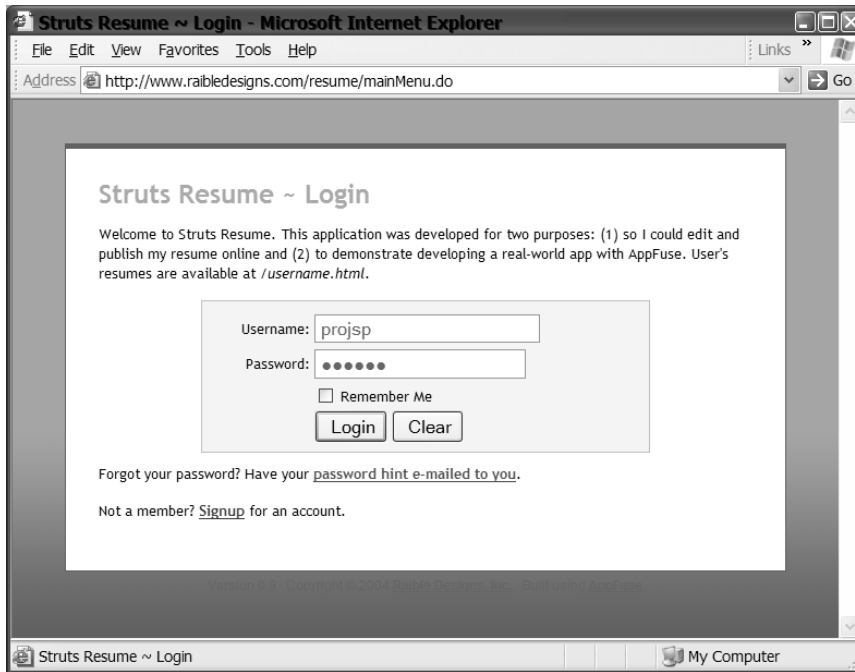 Struts Resume ~ Login - Microsoft Internet Explorer
File Edit View Favorites Tools Help Links »
Address http://www.raibledesigns.com/resume/mainMenu.do Go
Struts Resume ~ Login
Welcome to Struts Resume. This application was developed for two purposes: (1) so I could edit and
publish my resume online and (2) to demonstrate developing a real-world app with AppFuse. User's
resumes are available at /username.html.
Username: projsp
Password: ••••••
Remember Me
Login Clear
Forgot your password? Have your password hint e-mailed to you.
Not a member? Signup for an account.
Version 0.9 - Copyright © 2004 Raible Designs, Inc. - Built using AppFuse
Struts Resume ~ Login My Computer